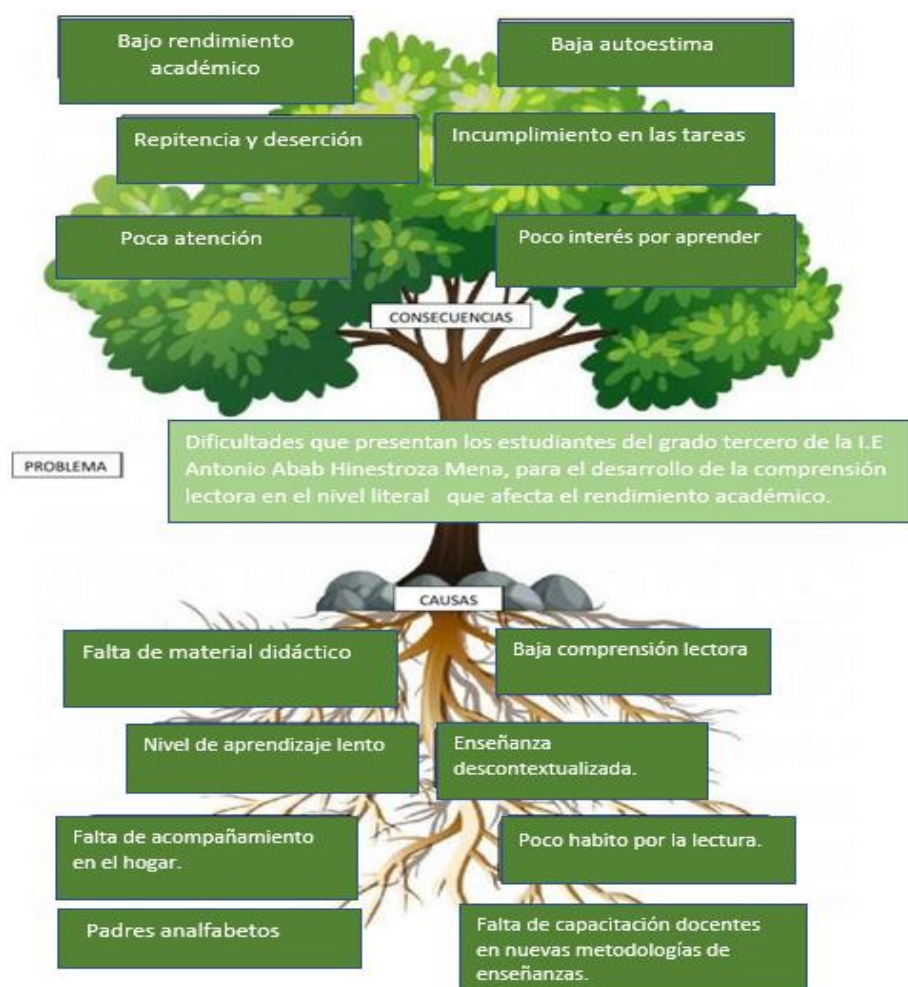 Bajo rendimiento
académico
Baja autoestima
Repitencia y deserción
Incumplimiento en las tareas
Poca atención
Poco interés por aprender
CONSECUENCIAS
PROBLEMA
Dificultades que presentan los estudiantes del grado tercero de la I.E
Antonio Abab Hinestroza Mena, para el desarrollo de la comprensión
lectora en el nivel literal que afecta el rendimiento académico.
CAUSAS
Falta de material didáctico
Baja comprensión lectora
Nivel de aprendizaje lento
Enseñanza
descontextualizada.
Falta de acompañamiento
en el hogar.
Poco habito por la lectura.
Padres analfabetos
Falta de capacitación docentes
en nuevas metodologías de
enseñanzas.